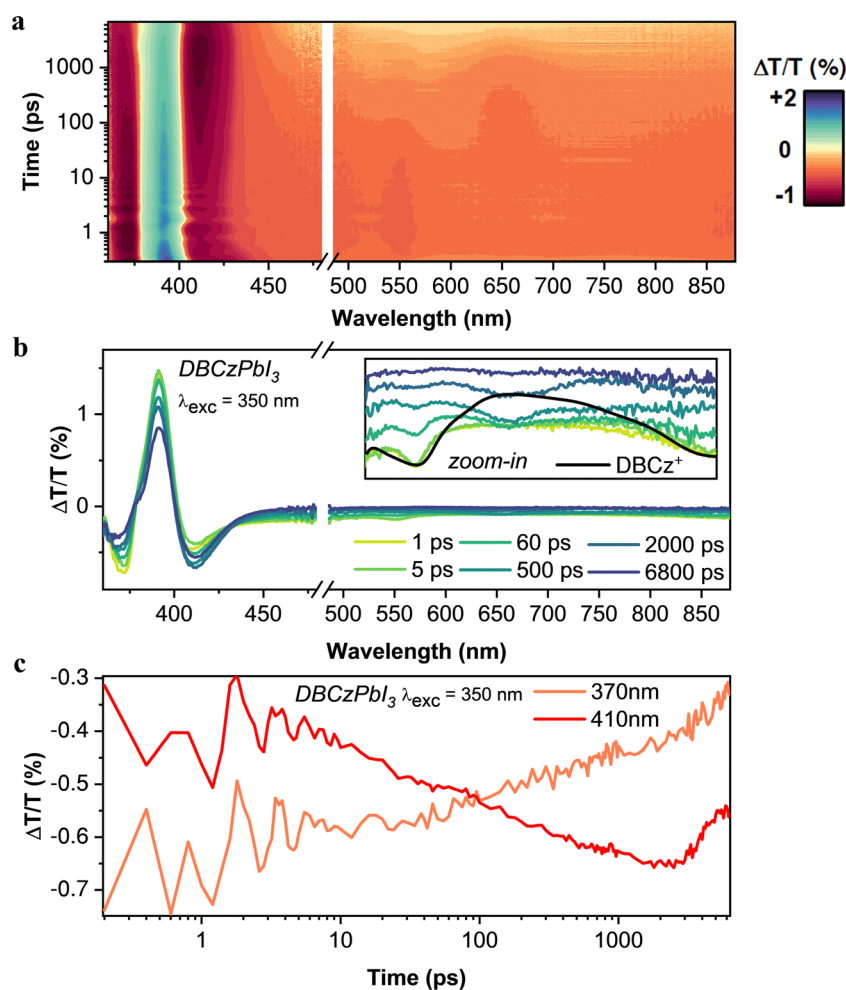 a
ΔT/T (%)
+2
0
-1
Time (ps)
1000
100
10
1
400 450 500 550 600 650 700 750 800 850
Wavelength (nm)
b
DBCzPbI₃
λexc = 350 nm
zoom-in DBCz⁺
ΔT/T (%)
1
0
1 ps 60 ps 2000 ps
5 ps 500 ps 6800 ps
400 450 500 550 600 650 700 750 800 850
Wavelength (nm)
c
DBCzPbI₃ λexc = 350 nm
370nm
410nm
ΔT/T (%)
-0.3
-0.4
-0.5
-0.6
-0.7
1 10 100 1000
Time (ps)